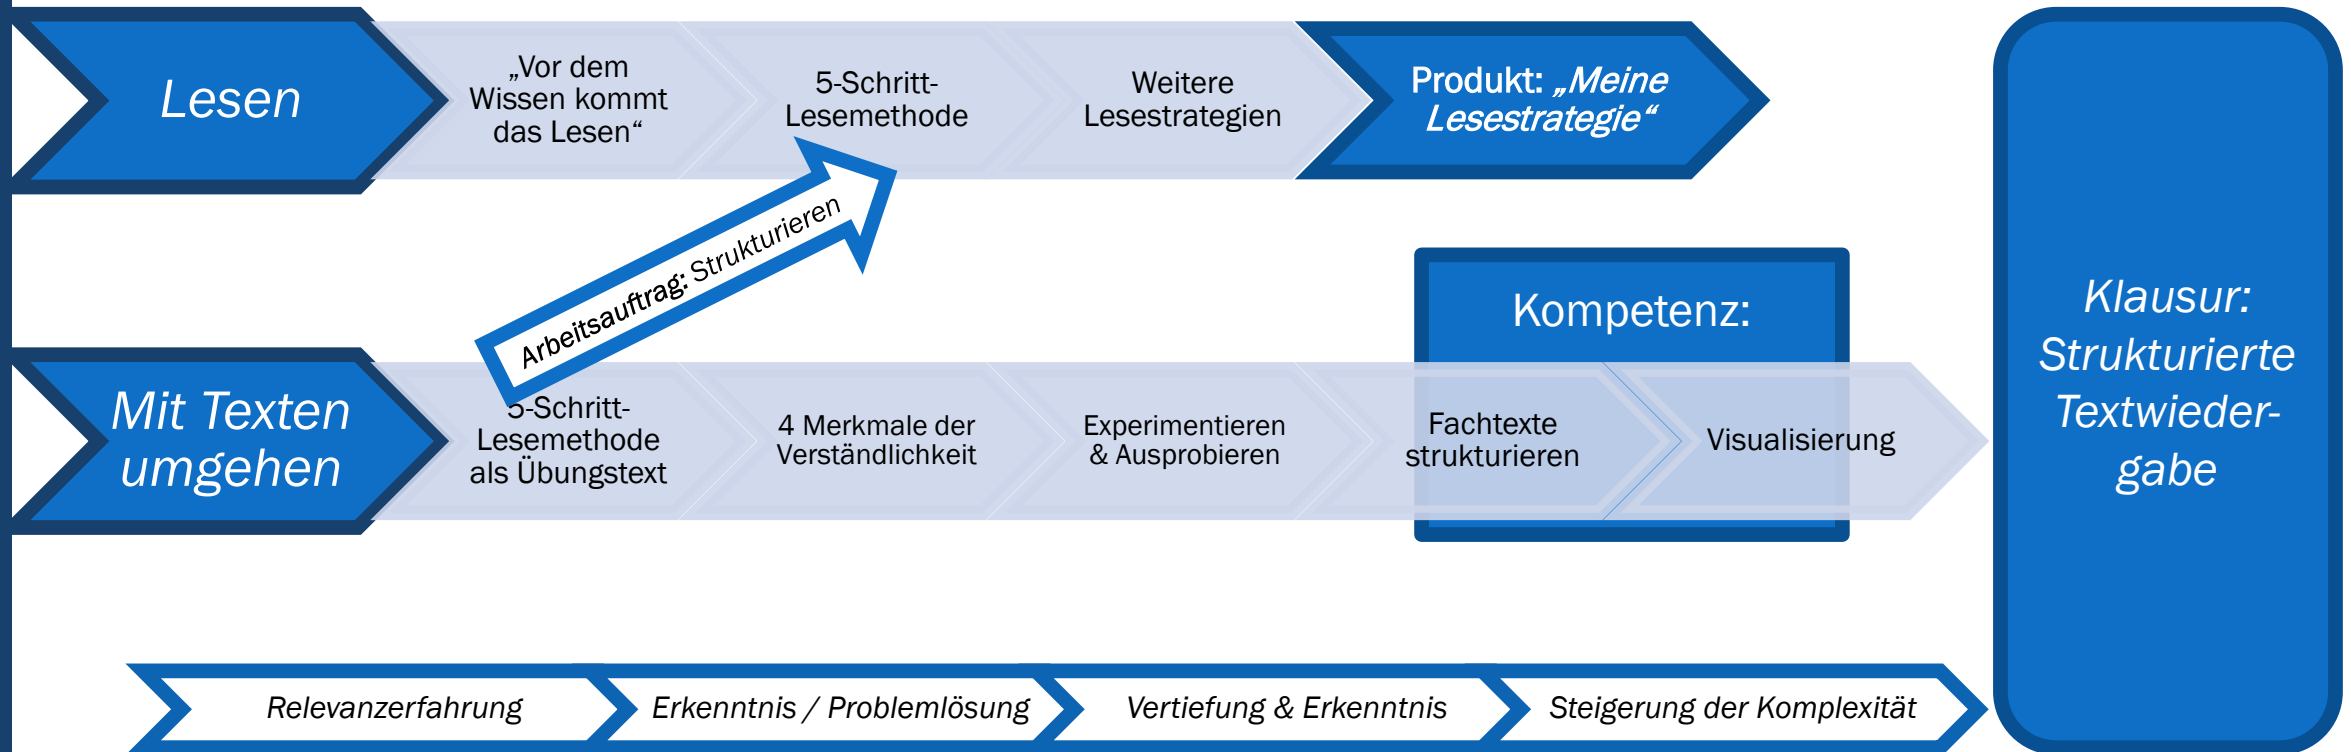 Lesen
„Vor dem
Wissen kommt
das Lesen“
5-Schritt-
Lesemethode
Weitere
Lesestrategien
Produkt: „Meine
Lesestrategie“
Arbeitsauftrag: Strukturieren
Kompetenz:
Mit Texten
umgehen
5-Schritt-
Lesemethode
als Übungstext
4 Merkmale der
Verständlichkeit
Experimentieren
& Ausprobieren
Fachtexte
strukturieren
Visualisierung
Klausur:
Strukturierte
Textwieder-
gabe
Relevanzerfahrung
Erkenntnis / Problemlösung
Vertiefung & Erkenntnis
Steigerung der Komplexität